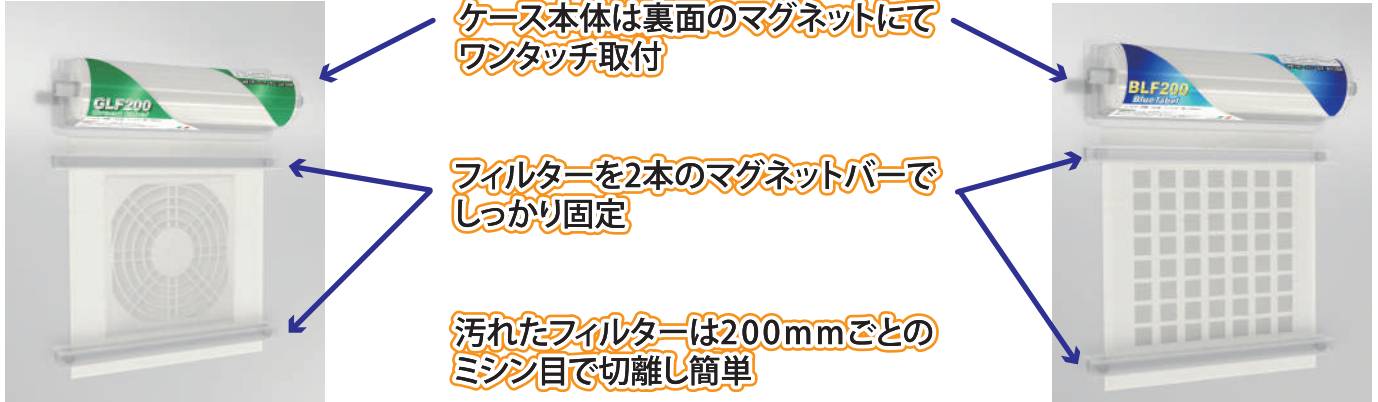 ケース本体は裏面のマグネットにて
ワンタッチ取付
GLF200
Green label
BLF200
Blue label
フィルターを2本のマグネットバーで
しっかり固定
汚れたフィルターは200mmごとの
ミシン目で切離し簡単